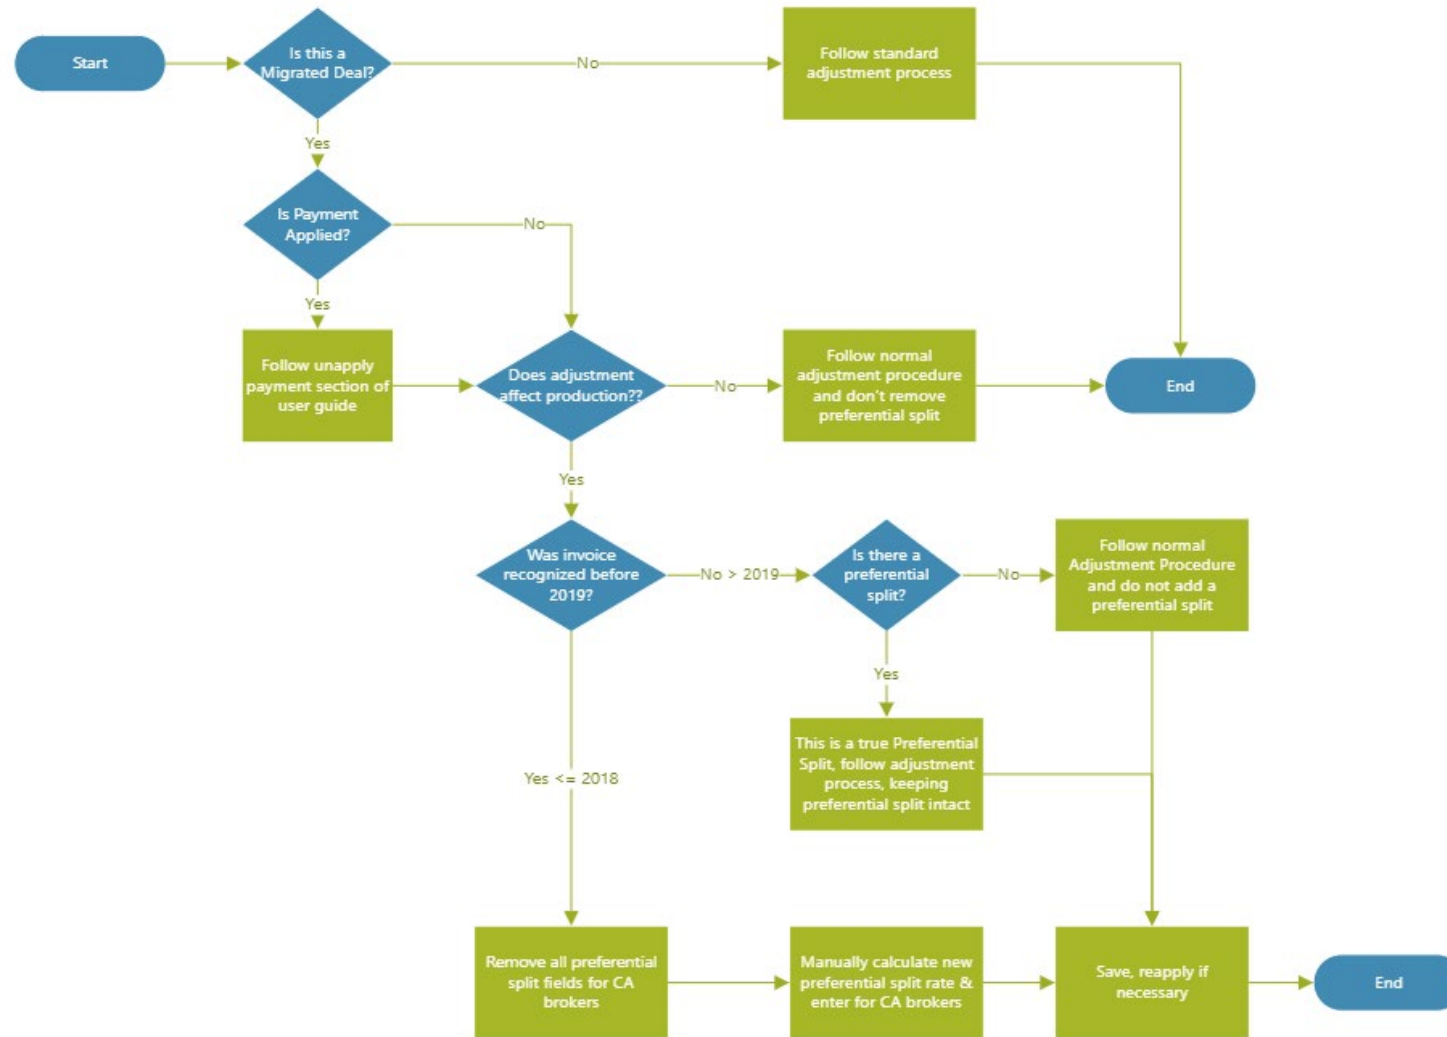 Start
Is this a
Migrated Deal?
No
Follow standard
adjustment process
Yes
Is Payment
Applied?
No
Yes
Follow unapply
payment section of
user guide
Does adjustment
affect production??
No
Follow normal
adjustment procedure
and don't remove
preferential split
End
Yes
Was invoice
recognized before
2019?
No > 2019
Is there a
preferential
split?
No
Follow normal
Adjustment Procedure
and do not add a
preferential split
Yes
This is a true Preferential
Split, follow adjustment
process, keeping
preferential split intact
Yes <= 2018
Remove all preferential
split fields for CA
brokers
Manually calculate new
preferential split rate &
enter for CA brokers
Save, reapply if
necessary
End